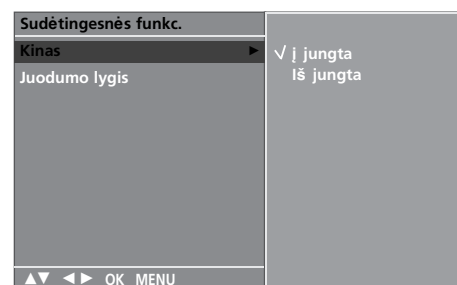 Sudėtingesnės funkc.
Kinas ►
Juodumo lygis
√ į jungta
Iš jungta
▲▼ ◄► OK MENU